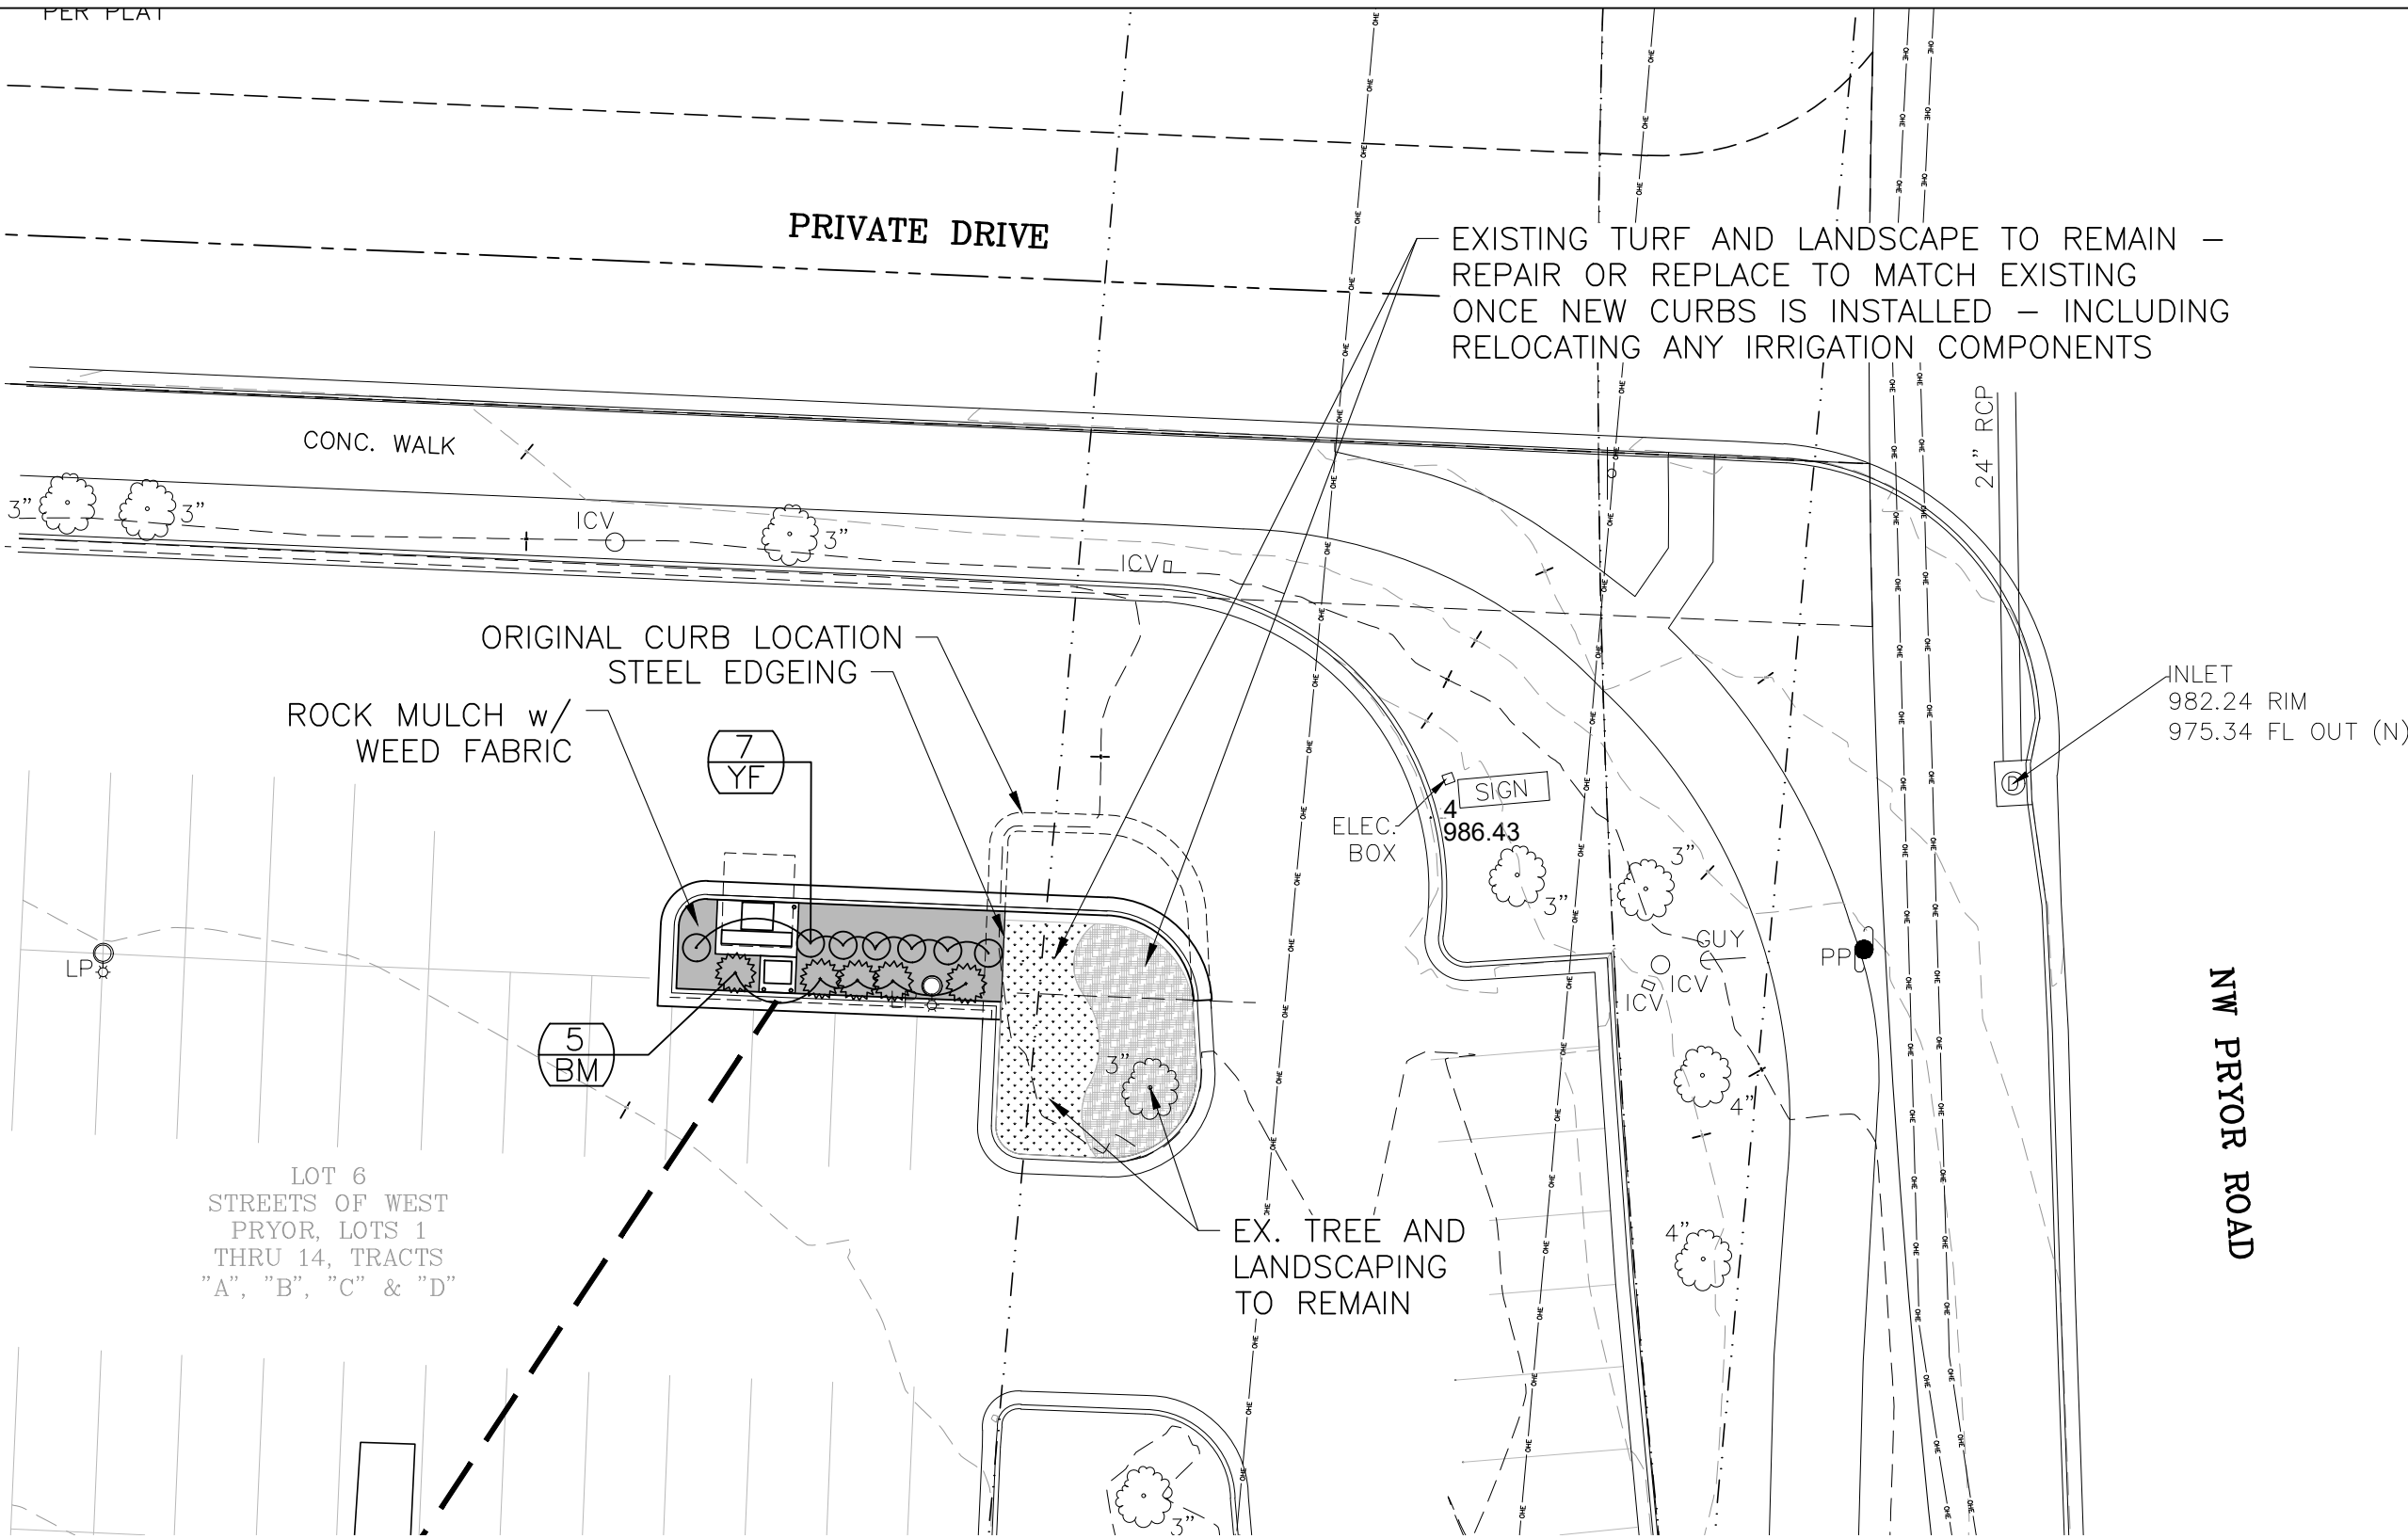 PER PLAT
PRIVATE DRIVE
EXISTING TURF AND LANDSCAPE TO REMAIN –
REPAIR OR REPLACE TO MATCH EXISTING
ONCE NEW CURBS IS INSTALLED – INCLUDING
RELOCATING ANY IRRIGATION COMPONENTS
24" RCP
CONC. WALK
3"
3"
ICV
3"
ICV
ORIGINAL CURB LOCATION
STEEL EDGEING
ROCK MULCH w/
WEED FABRIC
7
YF
INLET
982.24 RIM
975.34 FL OUT (N)
D
SIGN
4
986.43
ELEC.
BOX
3"
3"
GUY
ICV
ICV
PP
LP
5
BM
3"
4"
4"
NW PRYOR ROAD
LOT 6
STREETS OF WEST
PRYOR, LOTS 1
THRU 14, TRACTS
"A", "B", "C" & "D"
EX. TREE AND
LANDSCAPING
TO REMAIN
3"
OHE